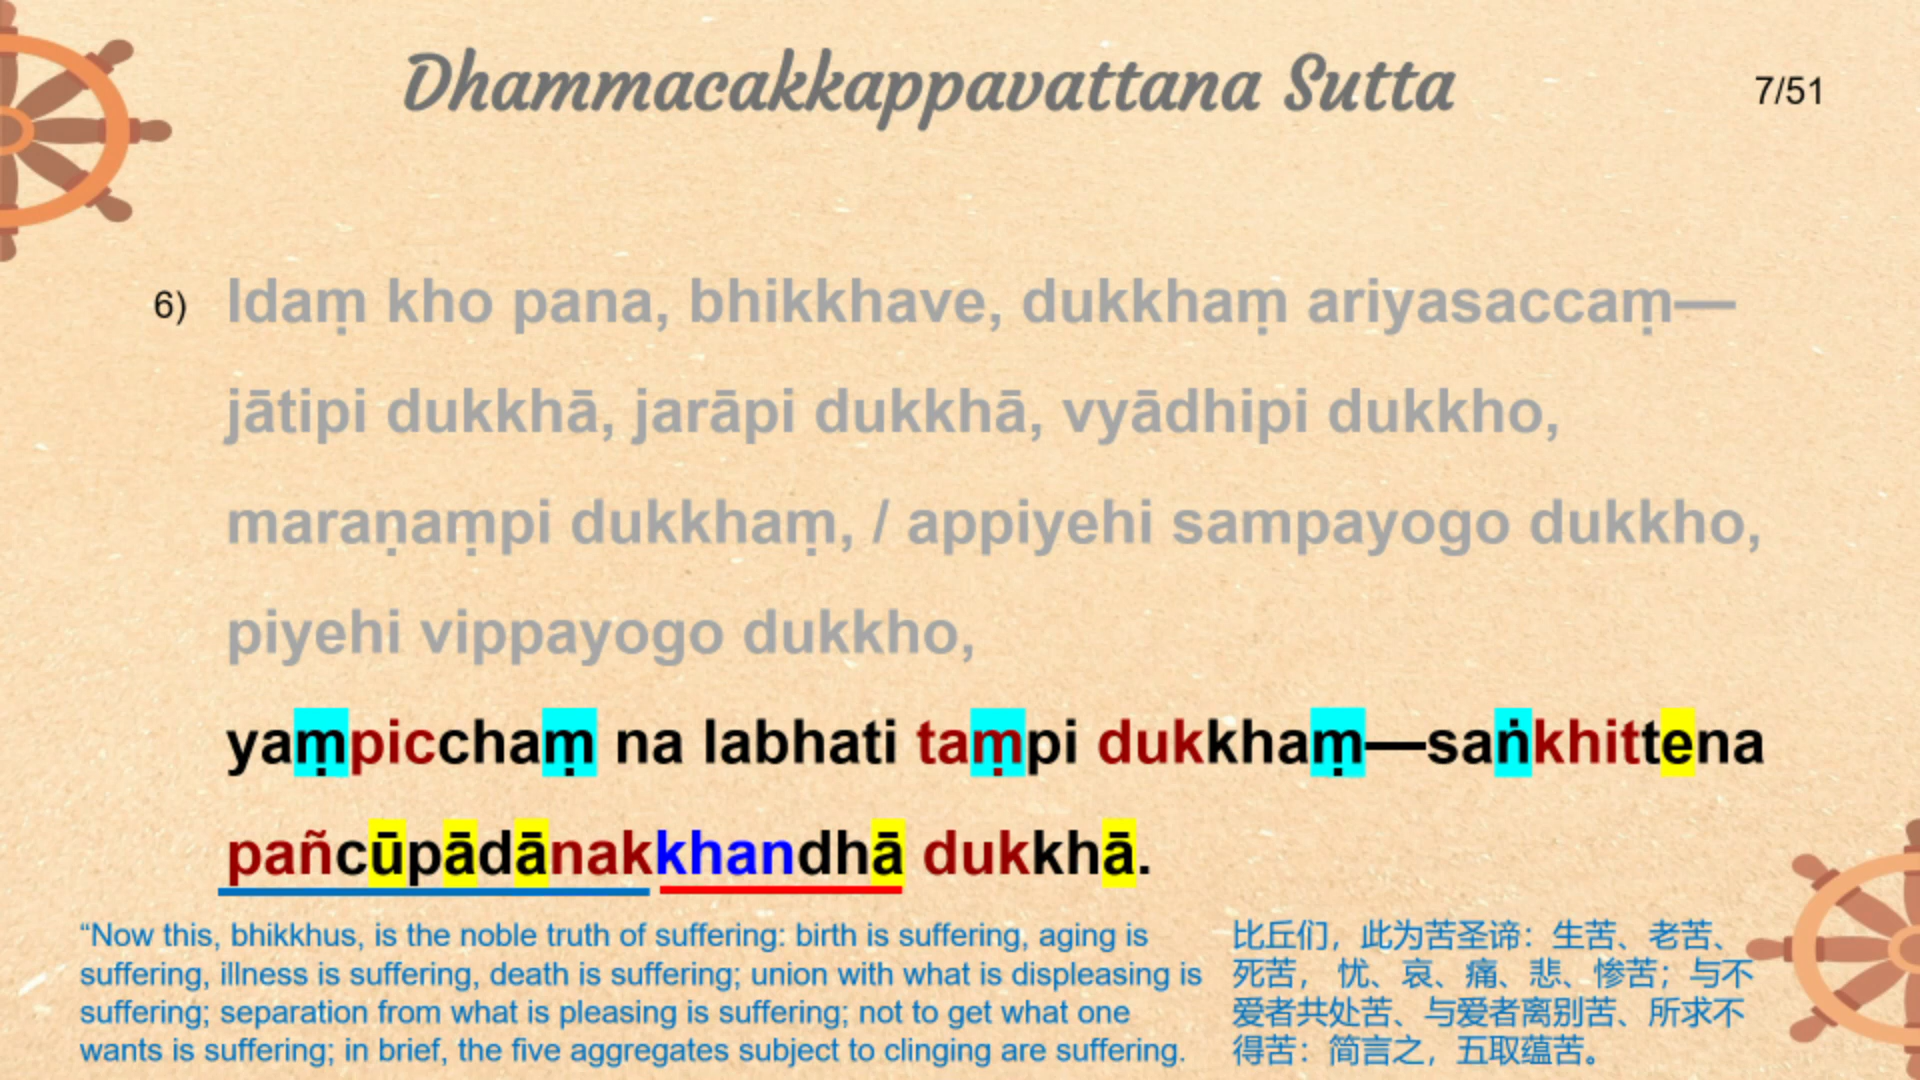 Dhammacakkappavattana Sutta
7/51
6) Idaṃ kho pana, bhikkhave, dukkhaṃ ariyasaccaṃ—
jātipi dukkhā, jarāpi dukkhā, vyādhipi dukkho,
maraṇaṃpi dukkhaṃ, / appiyehi sampayogo dukkho,
piyehi vippayogo dukkho,
yaṃpicchaṃ na labhati taṃpi dukkhaṃ—saṅkhittena
pañcūpādānakkhandhā dukkhā.
“Now this, bhikkhus, is the noble truth of suffering: birth is suffering, aging is
suffering, illness is suffering, death is suffering; union with what is displeasing is
suffering; separation from what is pleasing is suffering; not to get what one
wants is suffering; in brief, the five aggregates subject to clinging are suffering.
比丘们，此为苦圣谛：生苦、老苦、
死苦， 忧、哀、痛、悲、惨苦；与不
爱者共处苦、与爱者离别苦、所求不
得苦：简言之，五取蕴苦。